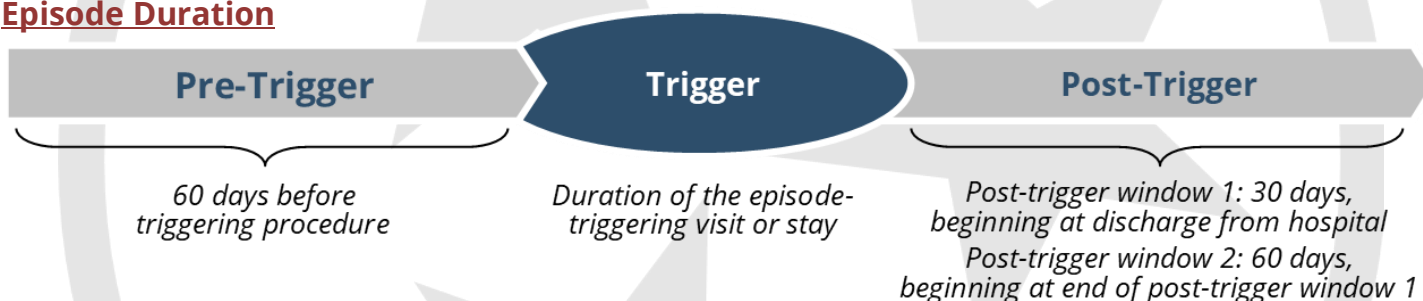 Episode Duration
Pre-Trigger
Trigger
Post-Trigger
60 days before
triggering procedure
Duration of the episode-
triggering visit or stay
Post-trigger window 1: 30 days,
beginning at discharge from hospital
Post-trigger window 2: 60 days,
beginning at end of post-trigger window 1